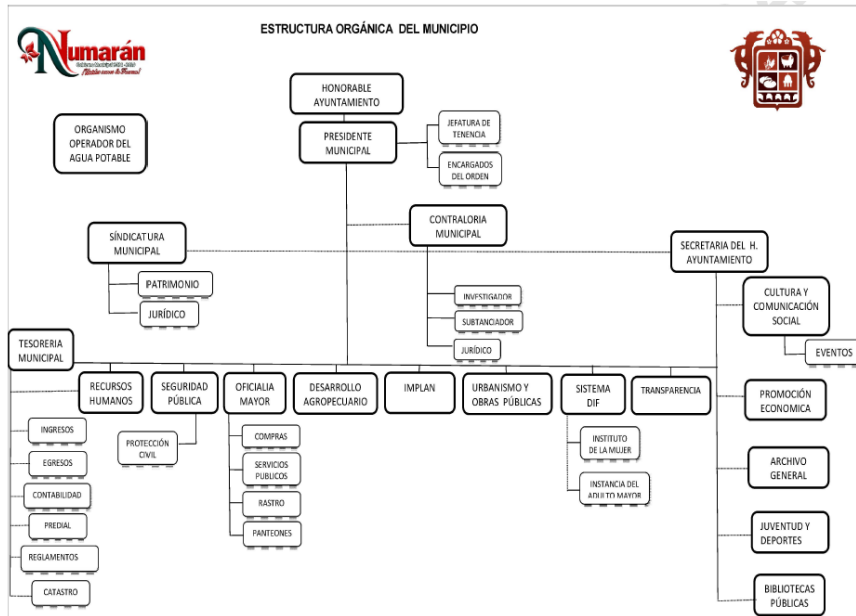 ESTRUCTURA ORGÁNICA DEL MUNICIPIO
Numarán
HONORABLE
AYUNTAMIENTO
ORGANISMO
OPERADOR DEL
AGUA POTABLE
PRESIDENTE
MUNICIPAL
JEFATURA DE
TENENCIA
ENCARGADOS
DEL ORDEN
CONTRALORIA
MUNICIPAL
SÍNDICATURA
MUNICIPAL
SECRETARIA DEL H.
AYUNTAMIENTO
PATRIMONIO
JURÍDICO
INVESTIGADOR
SUBTANCIADOR
JURÍDICO
CULTURA Y
COMUNICACIÓN
SOCIAL
EVENTOS
TESORERIA
MUNICIPAL
RECURSOS
HUMANOS
SEGURIDAD
PÚBLICA
OFICIALIA
MAYOR
DESARROLLO
AGROPECUARIO
IMPLAN
URBANISMO Y
OBRAS PÚBLICAS
SISTEMA
DIF
TRANSPARENCIA
PROMOCIÓN
ECONOMICA
INGRESOS
EGRESOS
CONTABILIDAD
PREDIAL
REGLAMENTOS
CATASTRO
PROTECCIÓN
CIVIL
COMPRAS
SERVICIOS
PUBLICOS
RASTRO
PANTEONES
INSTITUTO
DE LA MUJER
INSTANCIA DEL
ADULTO MAYOR
ARCHIVO
GENERAL
JUVENTUD Y
DEPORTES
BIBLIOTECAS
PÚBLICAS